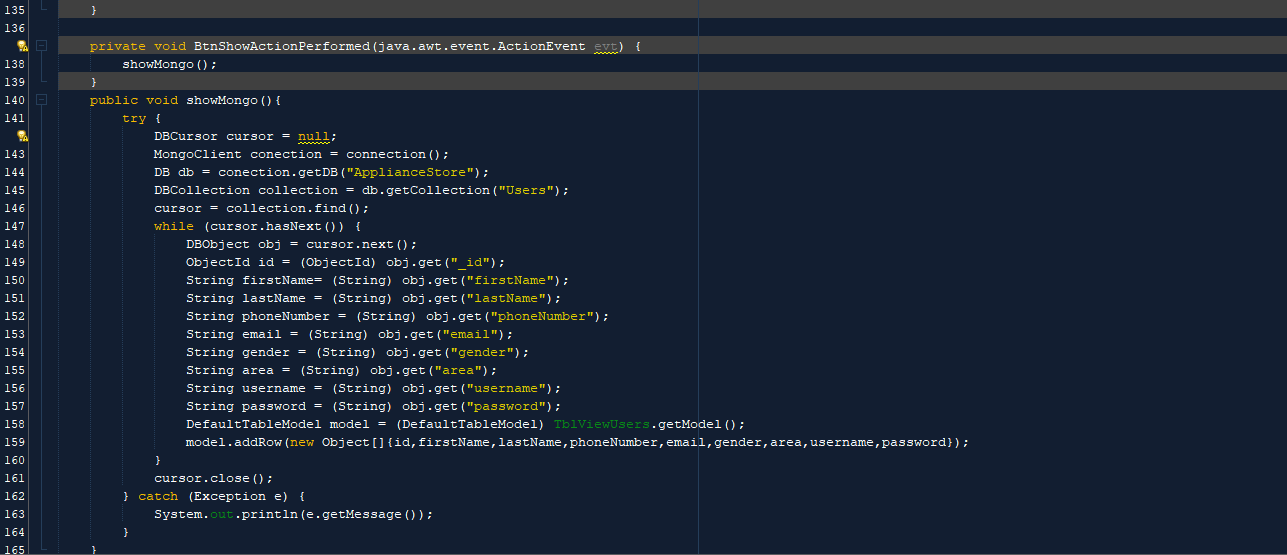 135 }
136
private void BtnShowActionPerformed(java.awt.event.ActionEvent evt) {
138 showMongo();
139 }
140 public void showMongo(){
141 try {
DBCursor cursor = null;
143 MongoClient conection = connection();
144 DB db = conection.getDB("ApplianceStore");
145 DBCollection collection = db.getCollection("Users");
146 cursor = collection.find();
147 while (cursor.hasNext()) {
148 DBObject obj = cursor.next();
149 ObjectId id = (ObjectId) obj.get("_id");
150 String firstName= (String) obj.get("firstName");
151 String lastName = (String) obj.get("lastName");
152 String phoneNumber = (String) obj.get("phoneNumber");
153 String email = (String) obj.get("email");
154 String gender = (String) obj.get("gender");
155 String area = (String) obj.get("area");
156 String username = (String) obj.get("username");
157 String password = (String) obj.get("password");
158 DefaultTableModel model = (DefaultTableModel) TblViewUsers.getModel();
159 model.addRow(new Object[]{id,firstName,lastName,phoneNumber,email,gender,area,username,password});
160 }
161 cursor.close();
162 } catch (Exception e) {
163 System.out.println(e.getMessage());
164 }
165 }